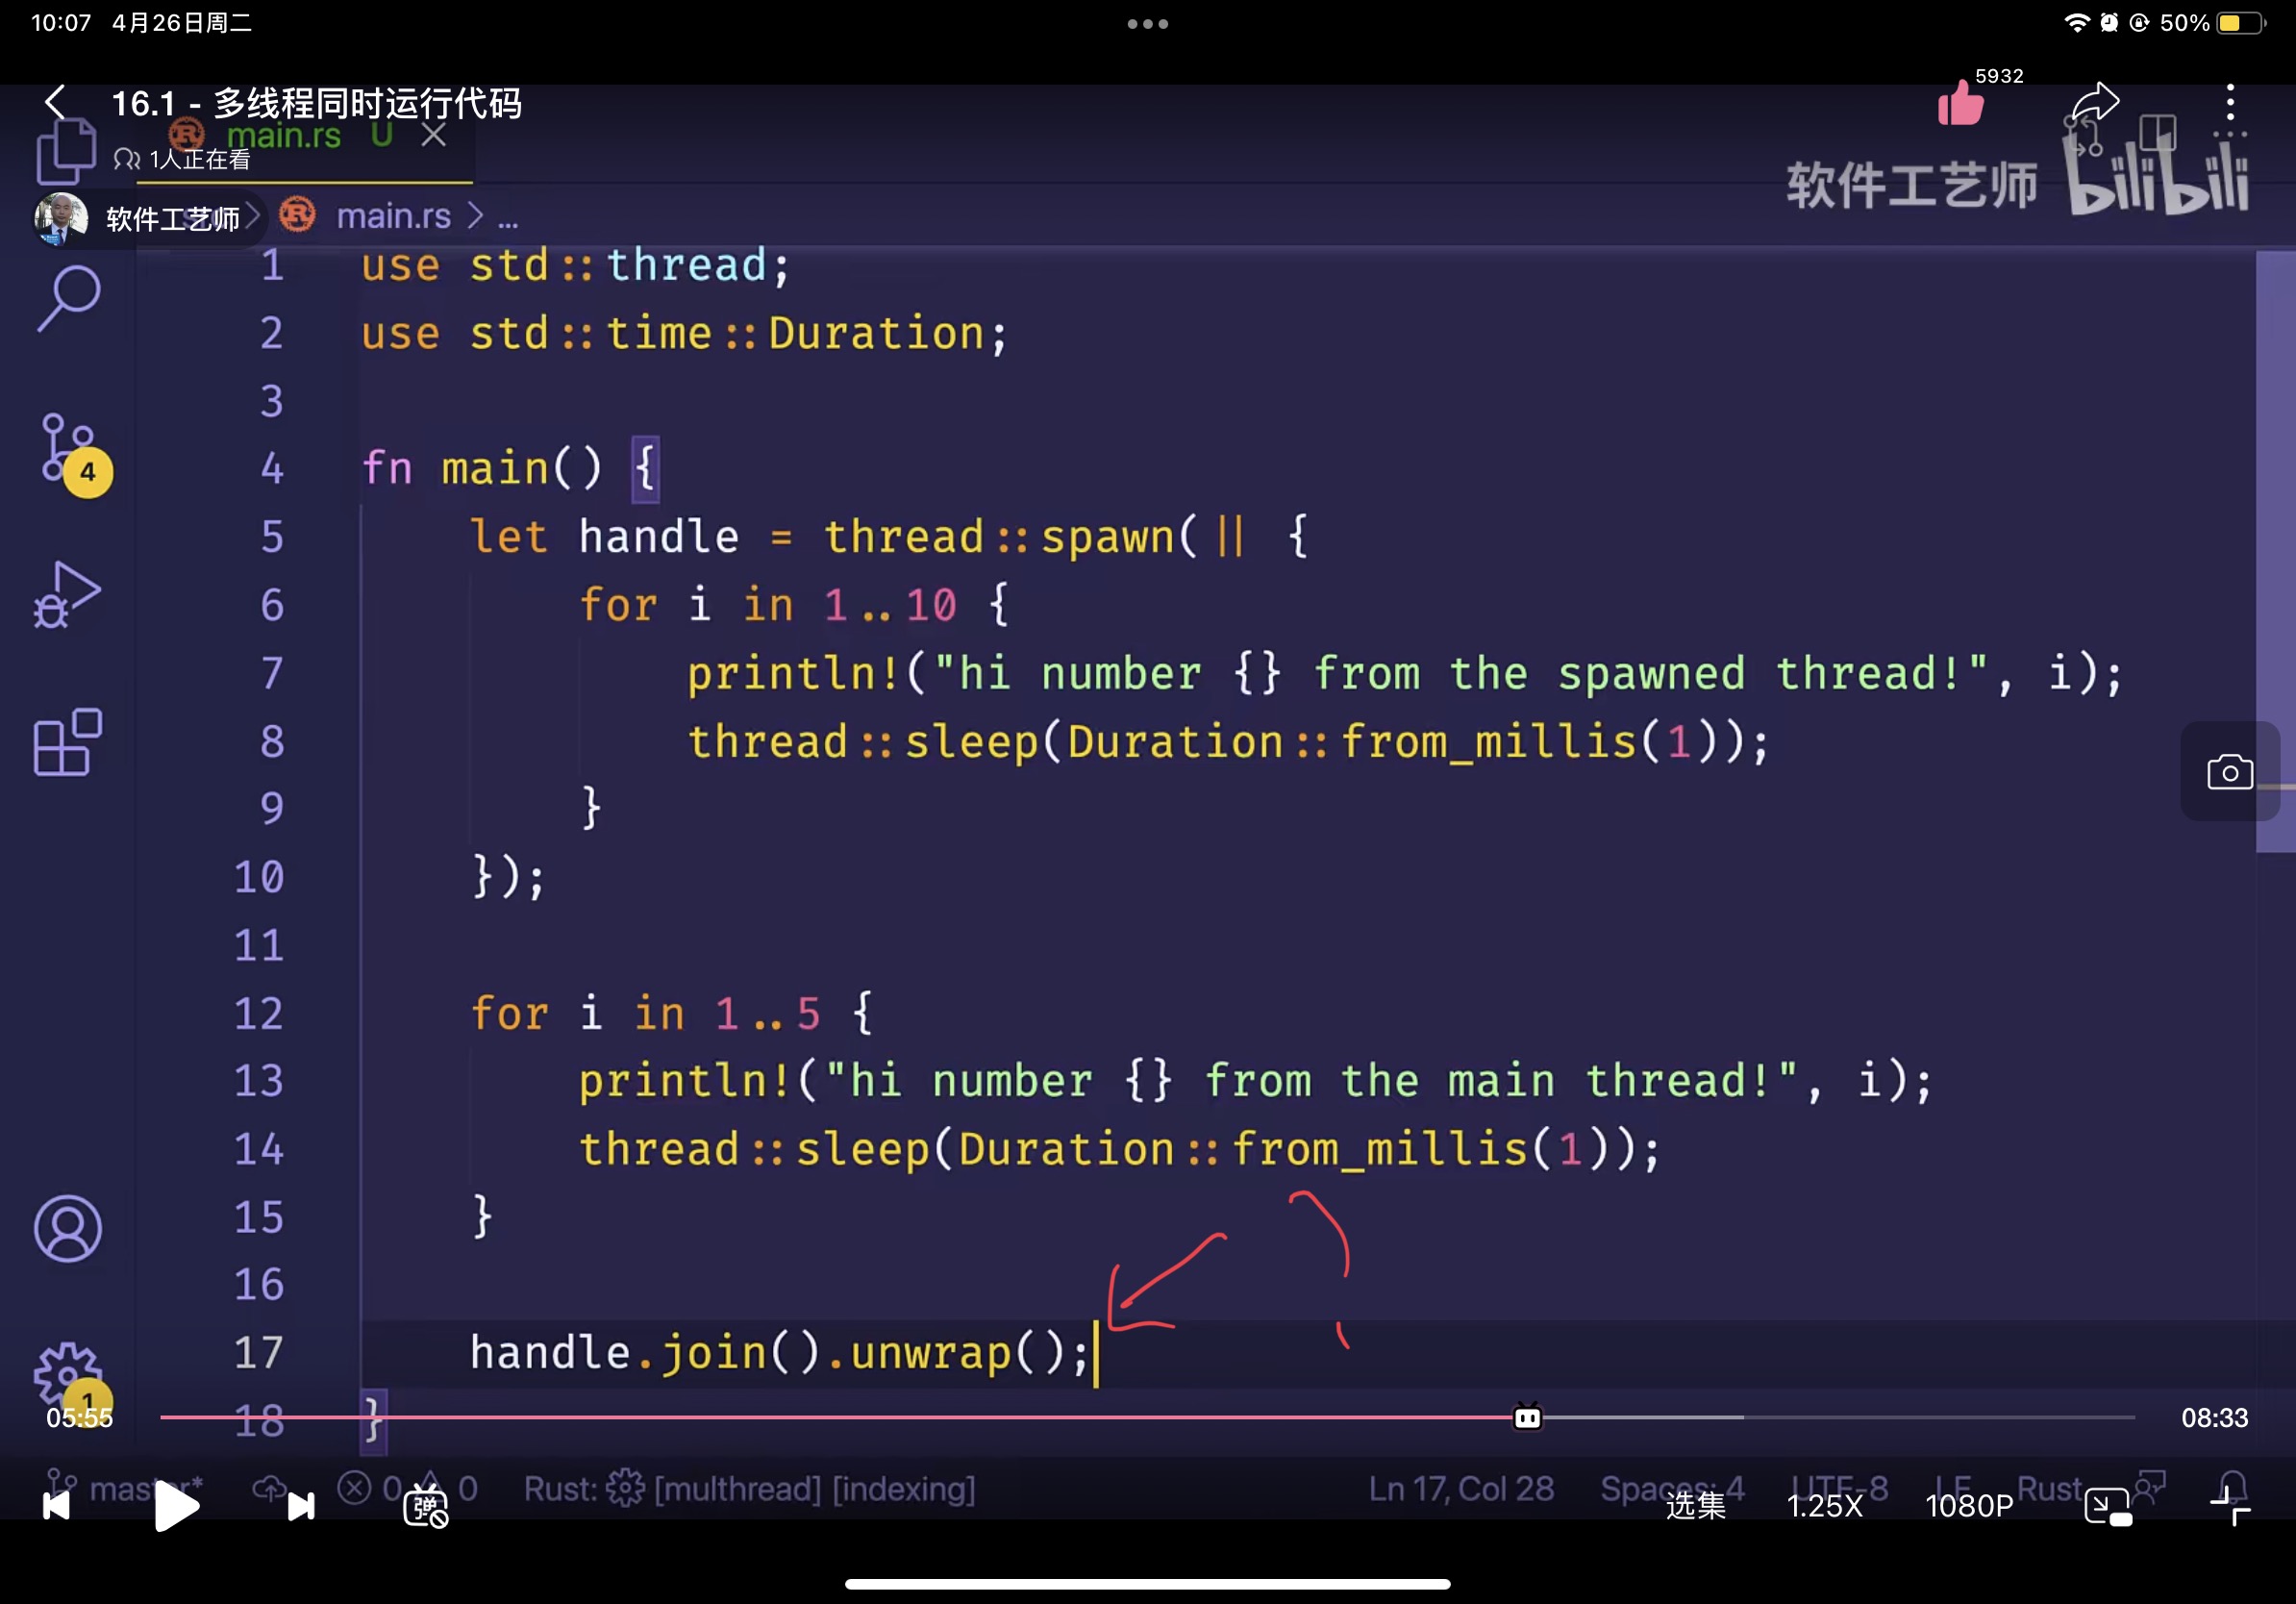 10:07 4月26日周二
50%
5932
16.1 - 多线程同时运行代码
main.rs U
1人正在看
软件工艺师 bilibili
软件工艺师
main.rs > ...
1 use std::thread;
2 use std::time::Duration;
3
4 fn main() {
5 let handle = thread::spawn(|| {
6 for i in 1..10 {
7 println!("hi number {} from the spawned thread!", i);
8 thread::sleep(Duration::from_millis(1));
9 }
10 });
11
12 for i in 1..5 {
13 println!("hi number {} from the main thread!", i);
14 thread::sleep(Duration::from_millis(1));
15 }
16
17 handle.join().unwrap();
18 }
4
1
05:55
08:33
master* 0 0 Rust: [multhread] [indexing] Ln 17, Col 28 Spaces: 4 UTF-8 LF Rust
弹 选集 1.25X 1080P